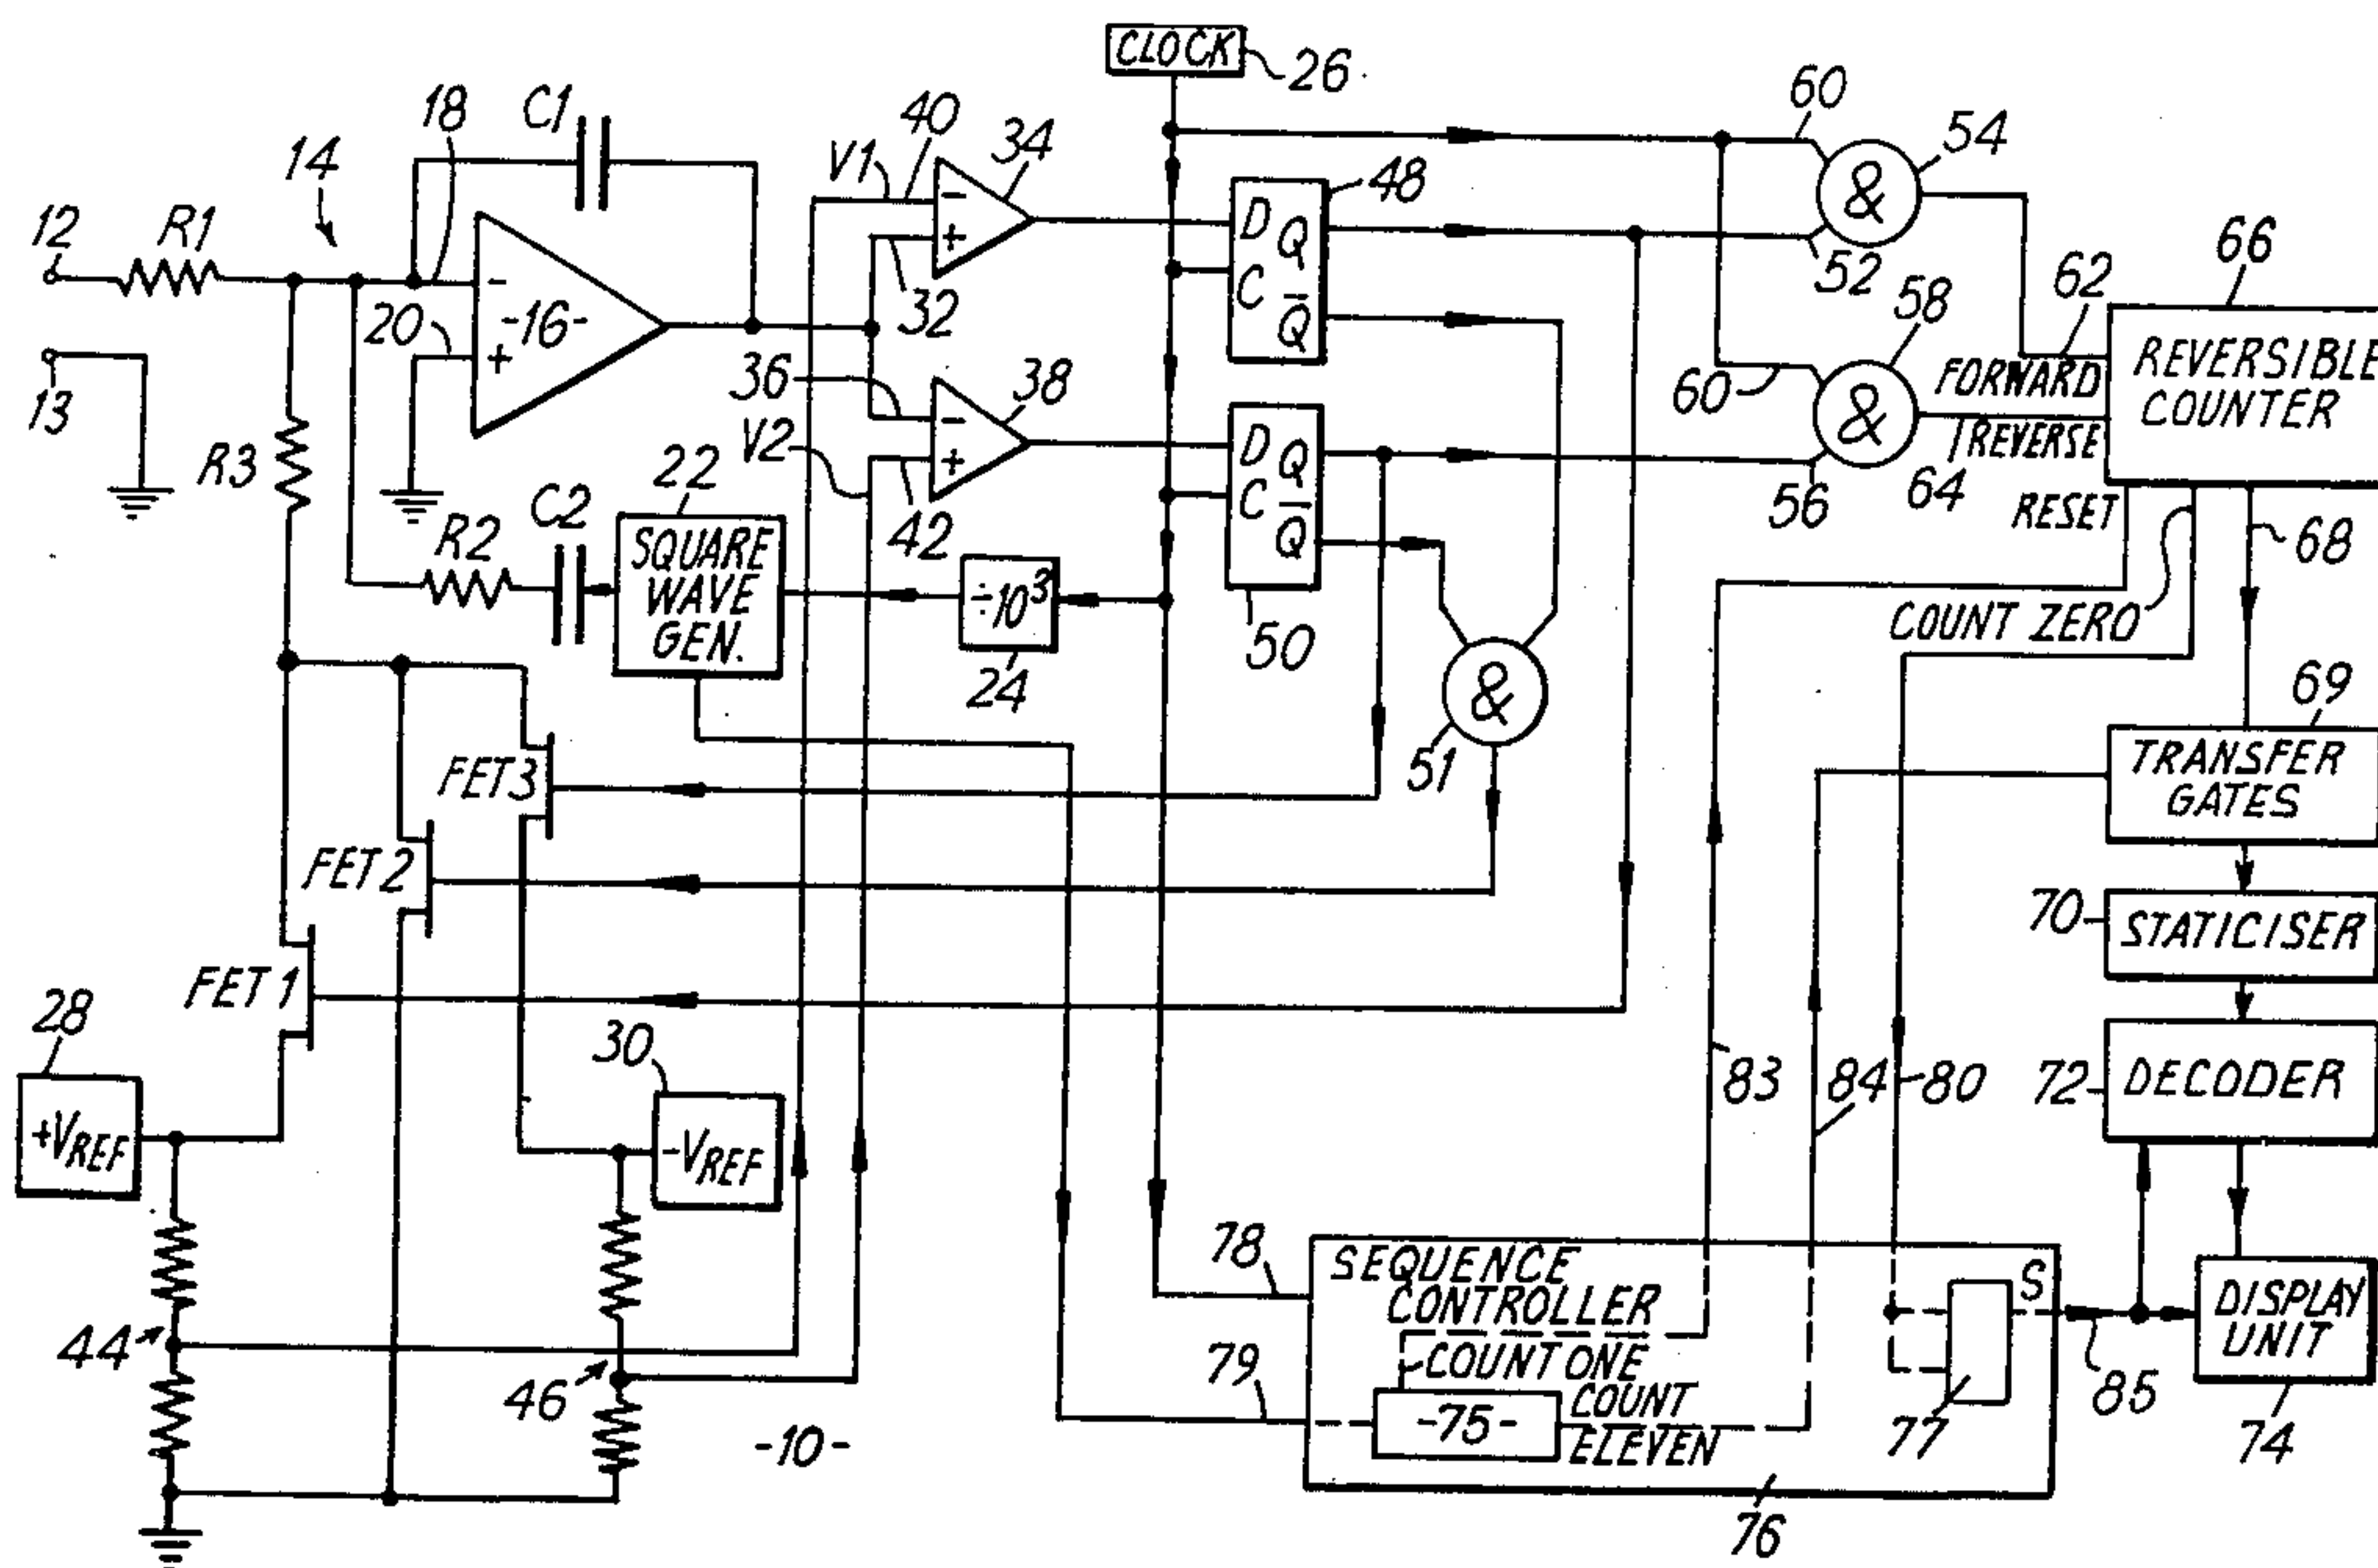 CLOCK
26
18
C1
40
34
60
54
14
V1
48
12
R1
-
+
D
Q
&
66
-
-16-
32
C
52
62
58
20
+
Q̄
REVERSIBLE
COUNTER
36
38
60
FORWARD
13
-
+
&
R3
22
V2
D
Q
REVERSE
56
64
C2
42
C
Q̄
RESET
68
R2
SQUARE
WAVE
GEN.
÷10³
50
COUNT ZERO
24
&
69
51
FET 3
TRANSFER
GATES
FET 2
70
STATICISER
FET 1
28
30
83
84
80
72
DECODER
+VREF
-VREF
78
SEQUENCE
CONTROLLER
S
DISPLAY
UNIT
44
COUNT ONE
46
79
COUNT
ELEVEN
85
-10-
-75-
77
74
76